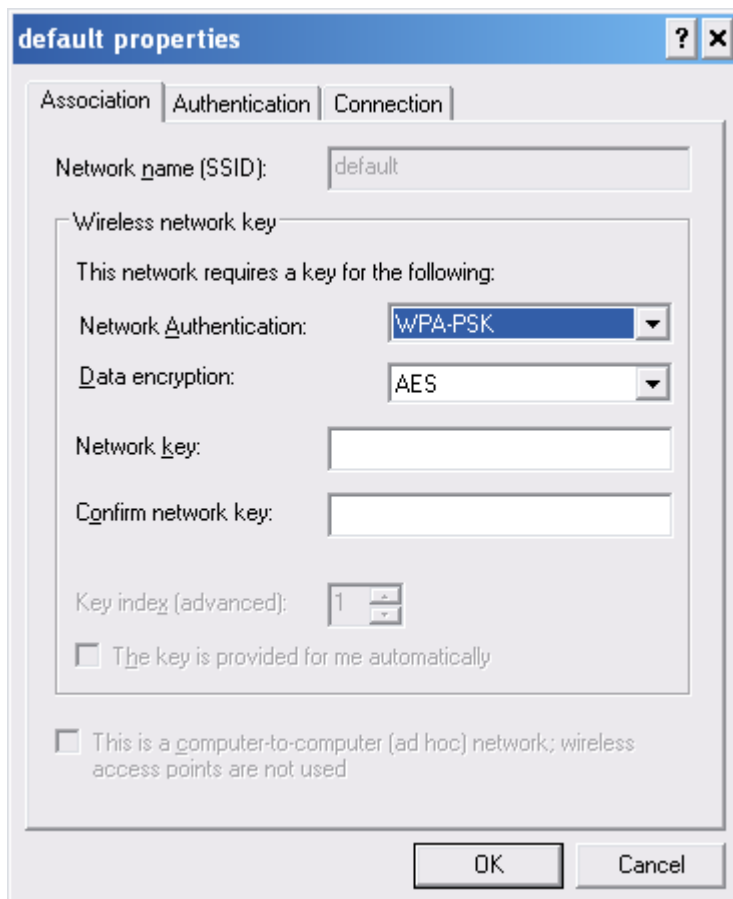 default properties
Association Authentication Connection
Network name (SSID): default
Wireless network key
This network requires a key for the following:
Network Authentication: WPA-PSK
Data encryption: AES
Network key:
Confirm network key:
Key index (advanced): 1
The key is provided for me automatically
This is a computer-to-computer (ad hoc) network; wireless
access points are not used
OK Cancel